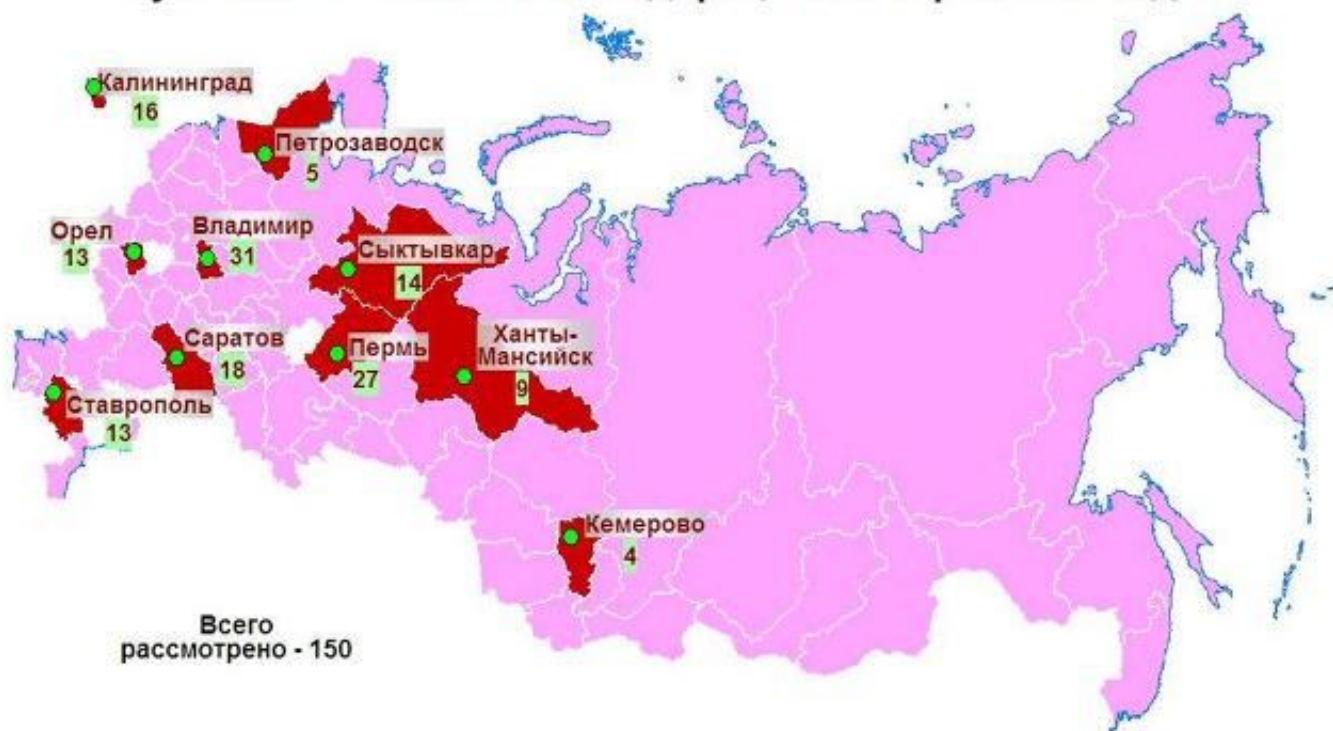 Калининград
16
Петрозаводск
5
Орел
13
Владимир
31
Сыктывкар
14
Саратов
18
Пермь
27
Ханты-
Мансийск
9
Ставрополь
13
Кемерово
4
Всего
рассмотрено - 150